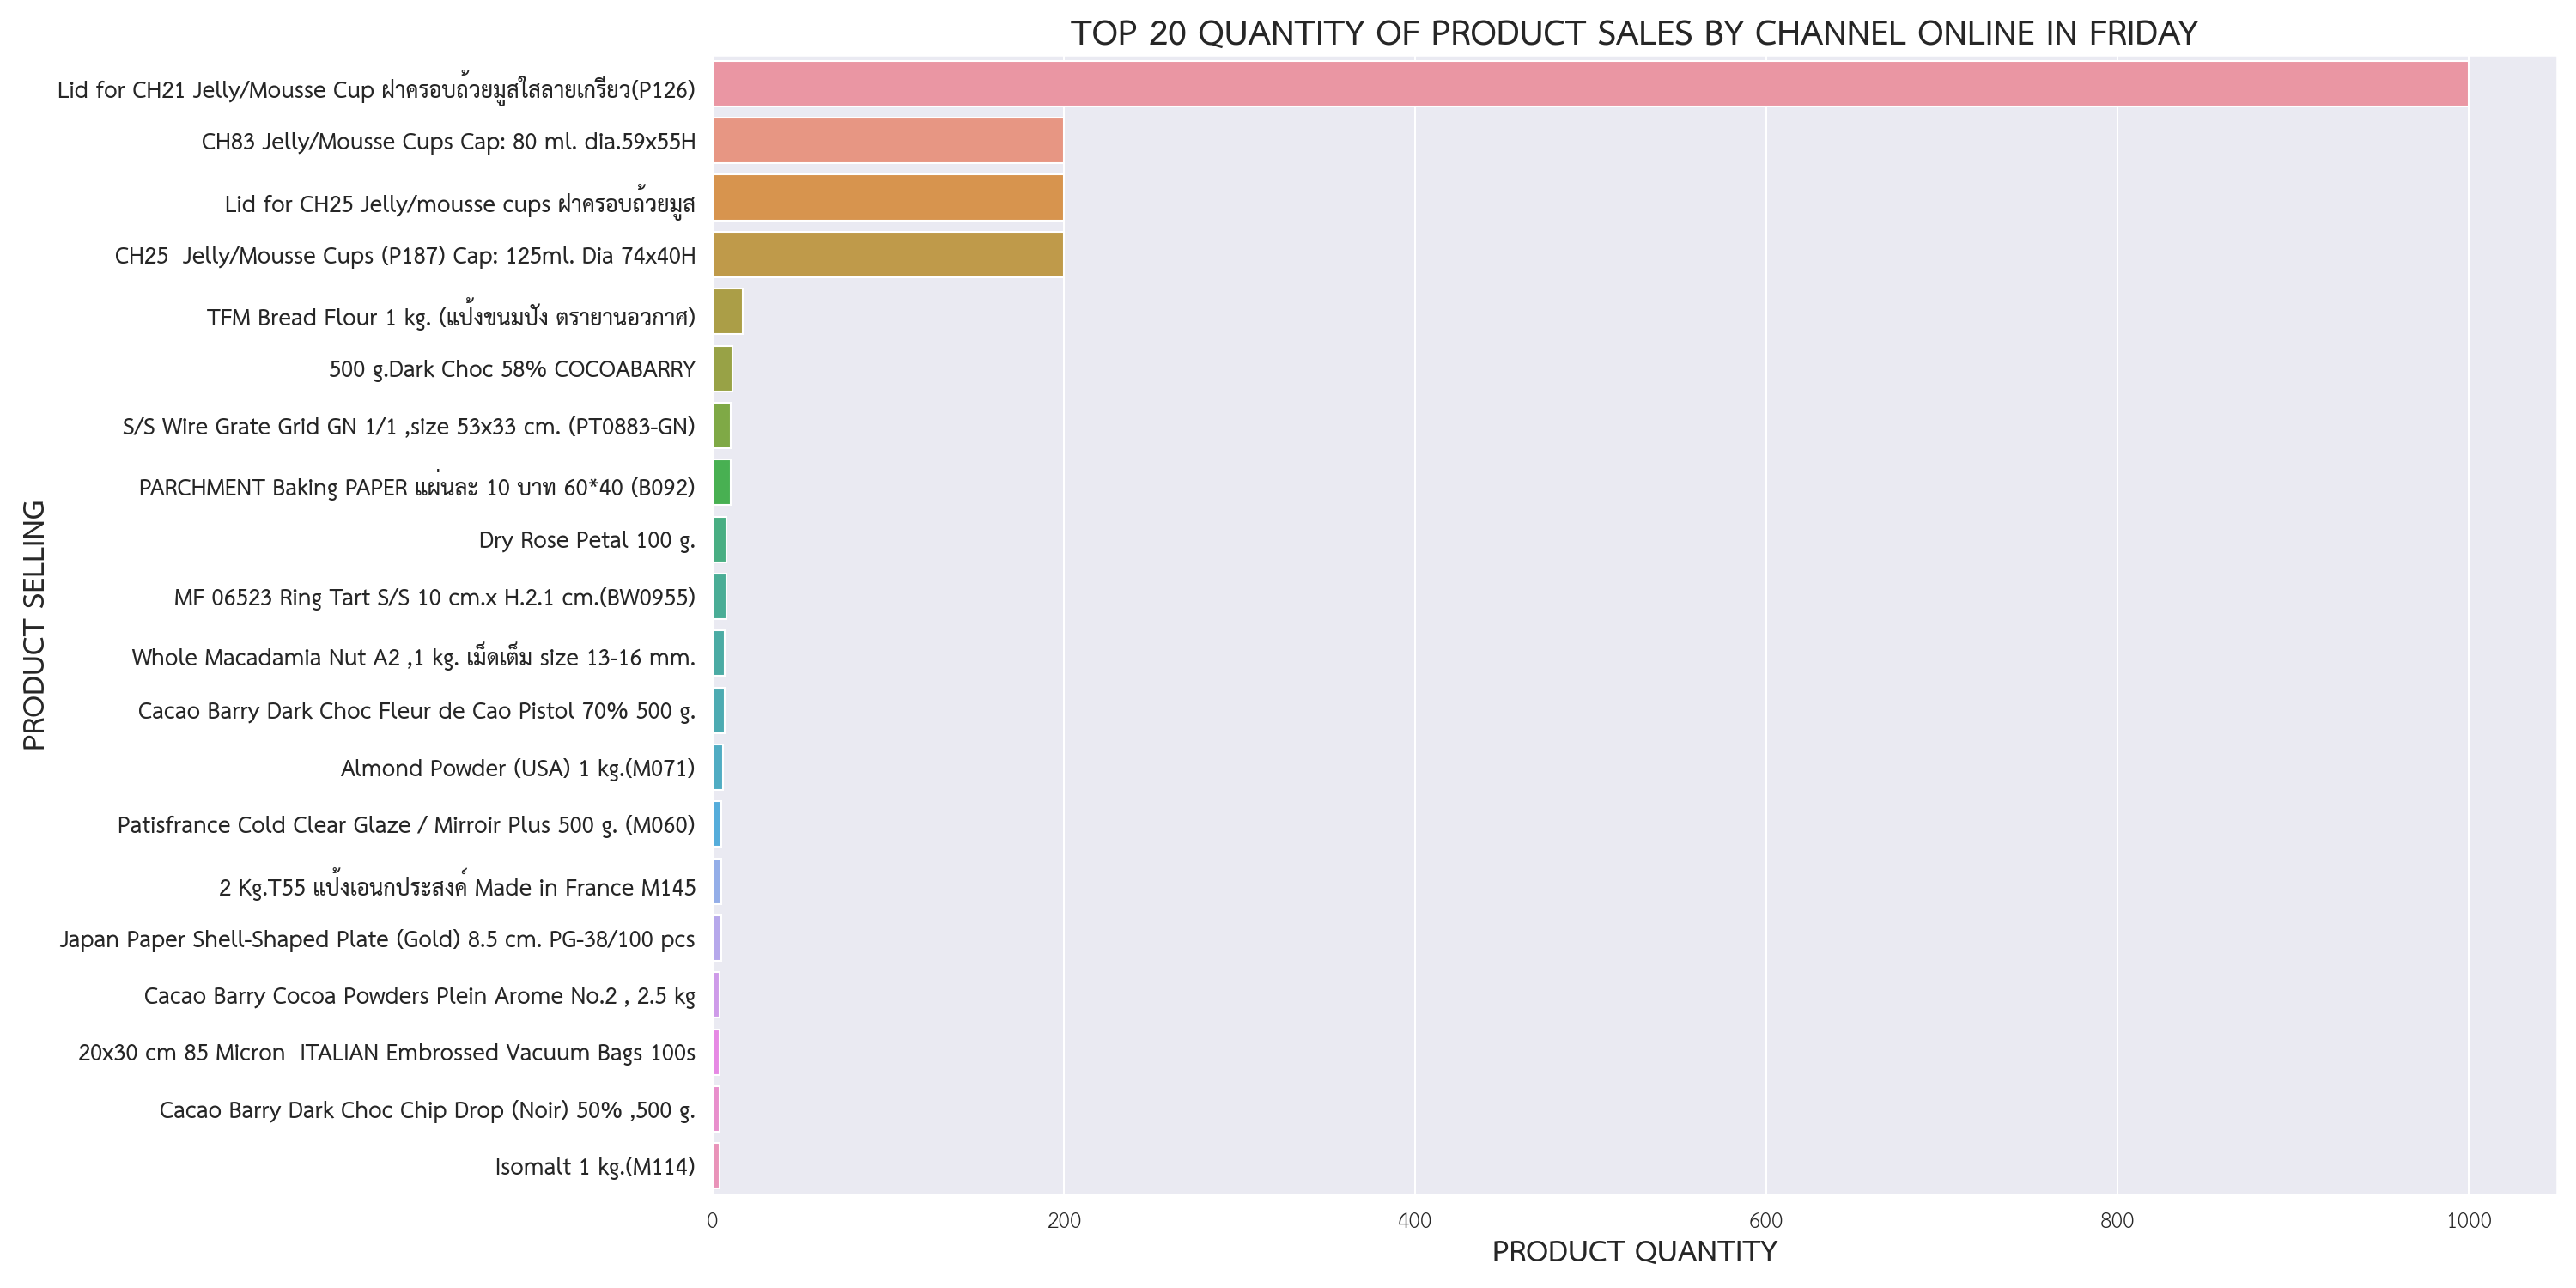 TOP 20 QUANTITY OF PRODUCT SALES BY CHANNEL ONLINE IN FRIDAY
PRODUCT SELLING
Lid for CH21 Jelly/Mousse Cup ฝาครอบถ้วยมูสใสลายเกรียว(P126)
CH83 Jelly/Mousse Cups Cap: 80 ml. dia.59x55H
Lid for CH25 Jelly/mousse cups ฝาครอบถ้วยมูส
CH25  Jelly/Mousse Cups (P187) Cap: 125ml. Dia 74x40H
TFM Bread Flour 1 kg. (แป้งขนมปัง ตรายานอวกาศ)
500 g.Dark Choc 58% COCOABARRY
S/S Wire Grate Grid GN 1/1 ,size 53x33 cm. (PT0883-GN)
PARCHMENT Baking PAPER แผ่นละ 10 บาท 60*40 (B092)
Dry Rose Petal 100 g.
MF 06523 Ring Tart S/S 10 cm.x H.2.1 cm.(BW0955)
Whole Macadamia Nut A2 ,1 kg. เม็ดเต็ม size 13-16 mm.
Cacao Barry Dark Choc Fleur de Cao Pistol 70% 500 g.
Almond Powder (USA) 1 kg.(M071)
Patisfrance Cold Clear Glaze / Mirroir Plus 500 g. (M060)
2 Kg.T55 แป้งเอนกประสงค์ Made in France M145
Japan Paper Shell-Shaped Plate (Gold) 8.5 cm. PG-38/100 pcs
Cacao Barry Cocoa Powders Plein Arome No.2 , 2.5 kg
20x30 cm 85 Micron  ITALIAN Embrossed Vacuum Bags 100s
Cacao Barry Dark Choc Chip Drop (Noir) 50% ,500 g.
Isomalt 1 kg.(M114)
0 200 400 600 800 1000
PRODUCT QUANTITY